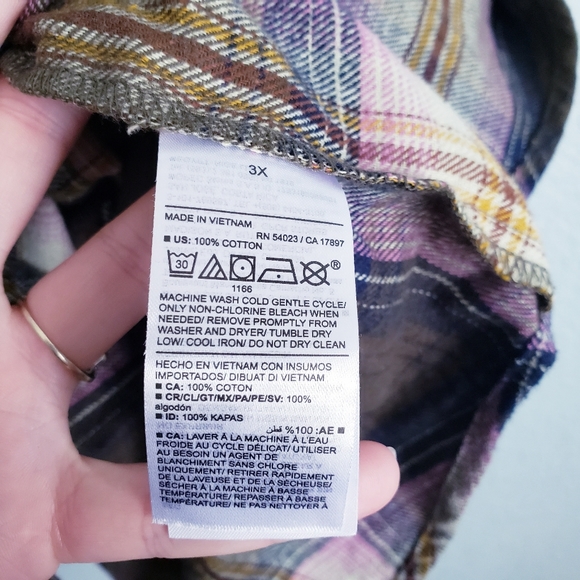 3X
MADE IN VIETNAM
RN 54023 / CA 17897
■ US: 100% COTTON
30
®
1166
MACHINE WASH COLD GENTLE CYCLE/
ONLY NON-CHLORINE BLEACH WHEN
NEEDED/ REMOVE PROMPTLY FROM
WASHER AND DRYER/ TUMBLE DRY
LOW/ COOL IRON/ DO NOT DRY CLEAN
HECHO EN VIETNAM CON INSUMOS
IMPORTADOS/ DIBUAT DI VIETNAM
■ CA: 100% COTON
■ CR/CL/GT/MX/PA/PE/SV: 100%
algodón
■ ID: 100% KAPAS
■ AE: 100% قطن
■ CA: LAVER À LA MACHINE À L'EAU
FROIDE AU CYCLE DÉLICAT/ UTILISER
AU BESOIN UN AGENT DE
BLANCHIMENT SANS CHLORE
UNIQUEMENT/ RETIRER RAPIDEMENT
DE LA LAVEUSE ET DE LA SÉCHEUSE/
SÉCHER À LA MACHINE À BASSE
TEMPÉRATURE/ REPASSER À BASSE
TEMPÉRATURE/ NE PAS NETTOYER À